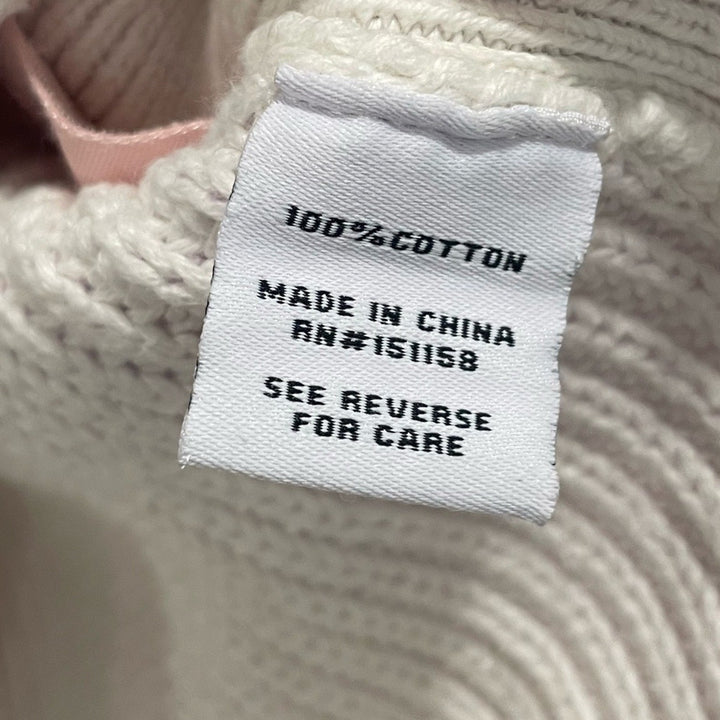 100% COTTON
MADE IN CHINA
RN#151158
SEE REVERSE
FOR CARE